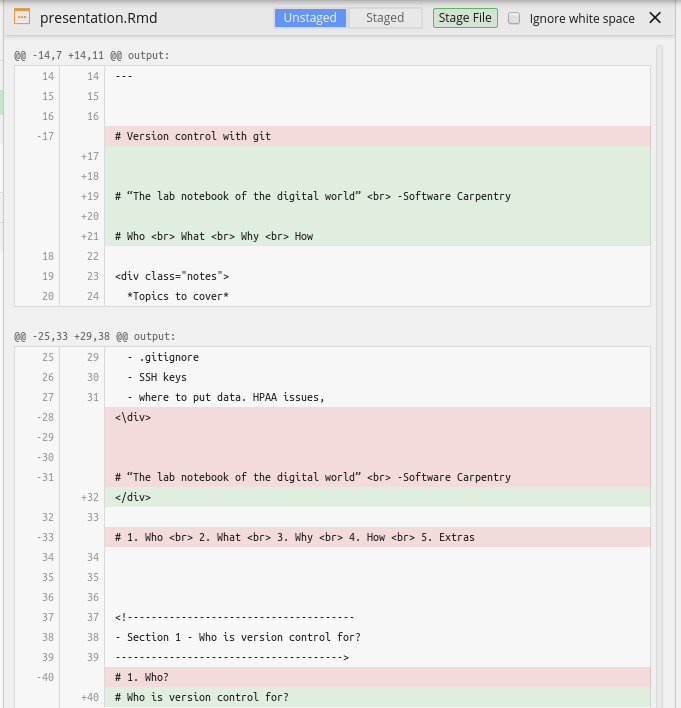 presentation.Rmd Unstaged Staged Stage File Ignore white space
@@ -14,7 +14,11 @@ output:
14 14 ---
15 15
16 16
-17 # Version control with git
+17
+18
+19 # “The lab notebook of the digital world” <br> -Software Carpentry
+20
+21 # Who <br> What <br> Why <br> How
18 22
19 23 <div class="notes">
20 24 *Topics to cover*
@@ -25,33 +29,38 @@ output:
25 29 - .gitignore
26 30 - SSH keys
27 31 - where to put data. HPAA issues,
-28 <\div>
-29
-30
-31 # “The lab notebook of the digital world” <br> -Software Carpentry
+32 </div>
32 33
-33 # 1. Who <br> 2. What <br> 3. Why <br> 4. How <br> 5. Extras
34 34
35 35
36 36
37 37 <!--------------------------------------
38 38 - Section 1 - Who is version control for?
39 39 -------------------------------------->
-40 # 1. Who?
+40 # Who is version control for?